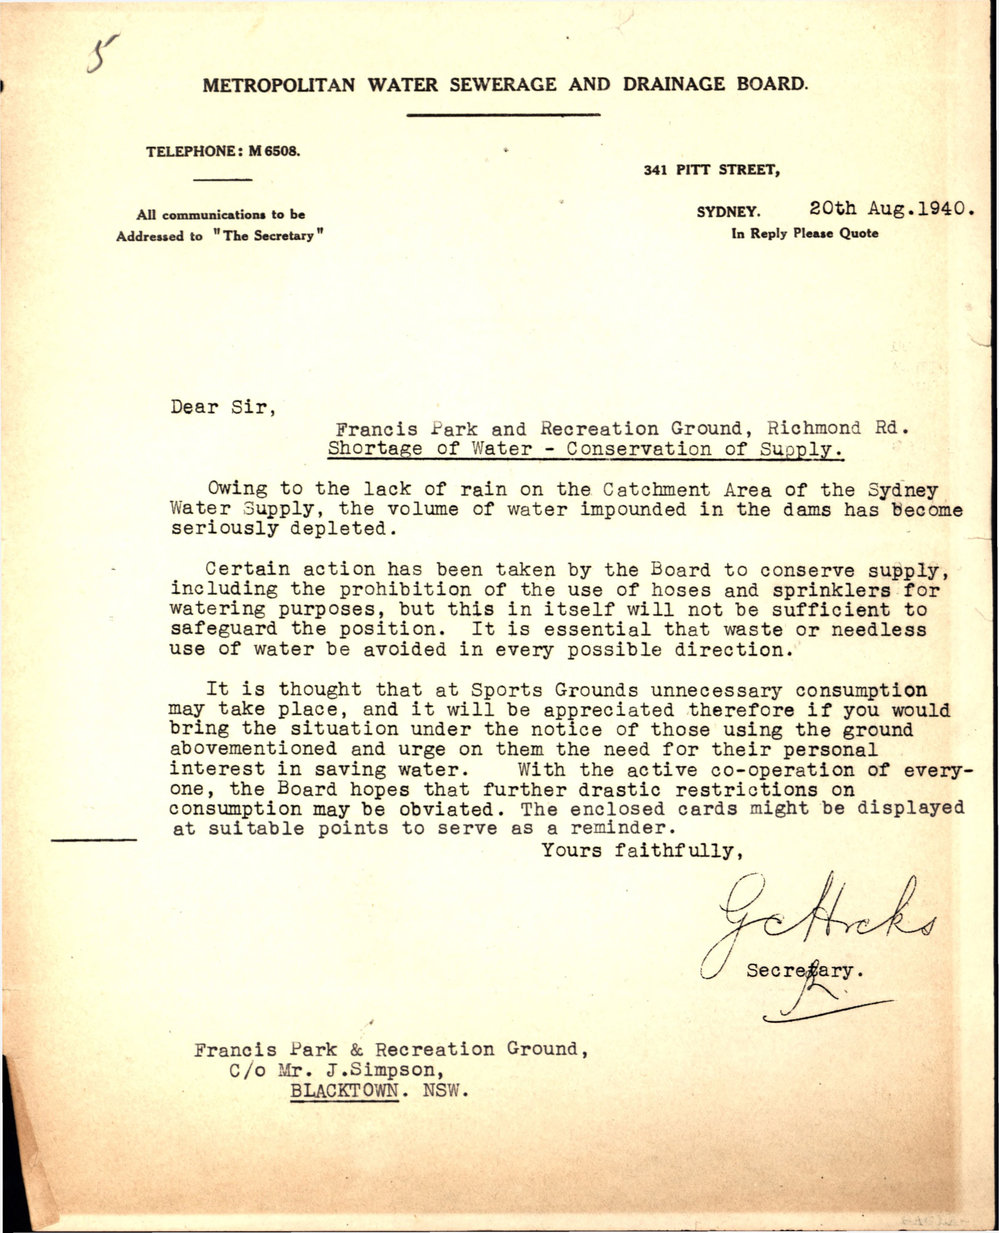 5
METROPOLITAN WATER SEWERAGE AND DRAINAGE BOARD.
TELEPHONE: M 6508.
341 PITT STREET,
All communications to be
Addressed to "The Secretary"
SYDNEY. 20th Aug.1940.
In Reply Please Quote
Dear Sir,
Francis Park and Recreation Ground, Richmond Rd.
Shortage of Water - Conservation of Supply.
Owing to the lack of rain on the Catchment Area of the Sydney
Water Supply, the volume of water impounded in the dams has become
seriously depleted.
Certain action has been taken by the Board to conserve supply,
including the prohibition of the use of hoses and sprinklers for
watering purposes, but this in itself will not be sufficient to
safeguard the position. It is essential that waste or needless
use of water be avoided in every possible direction.
It is thought that at Sports Grounds unnecessary consumption
may take place, and it will be appreciated therefore if you would
bring the situation under the notice of those using the ground
abovementioned and urge on them the need for their personal
interest in saving water. With the active co-operation of every-
one, the Board hopes that further drastic restrictions on
consumption may be obviated. The enclosed cards might be displayed
at suitable points to serve as a reminder.
Yours faithfully,
Secretary.
Francis Park & Recreation Ground,
C/o Mr. J.Simpson,
BLACKTOWN. NSW.